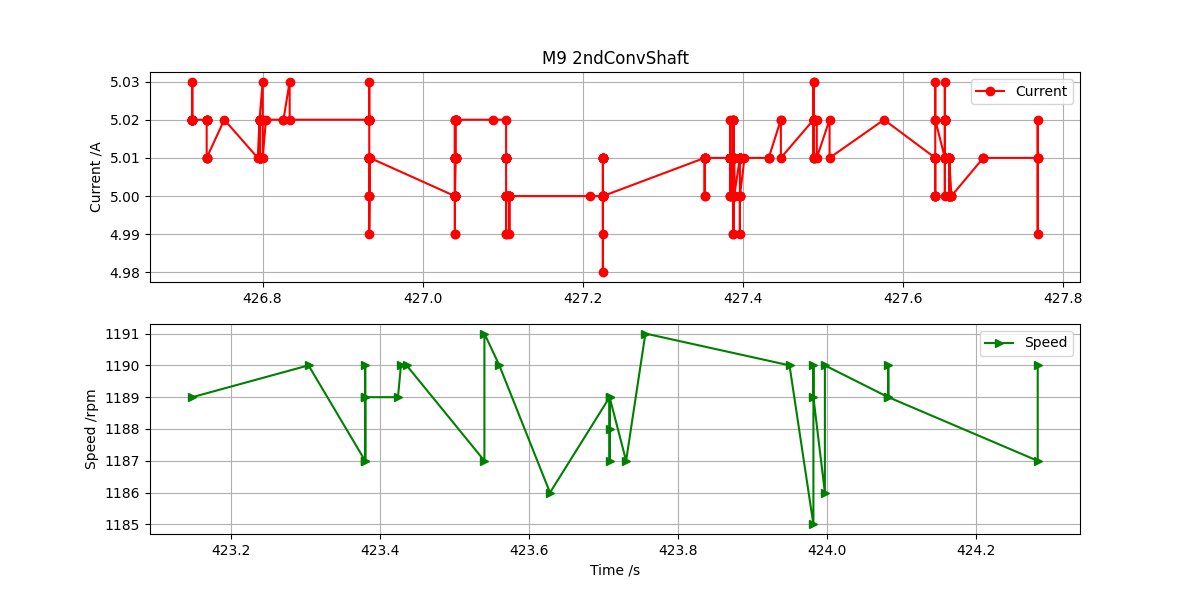 M9 2ndConvShaft
5.03
5.02
5.01
5.00
4.99
4.98
Current /A
Current
426.8 427.0 427.2 427.4 427.6 427.8
1191
1190
1189
1188
1187
1186
1185
Speed /rpm
Speed
423.2 423.4 423.6 423.8 424.0 424.2
Time /s